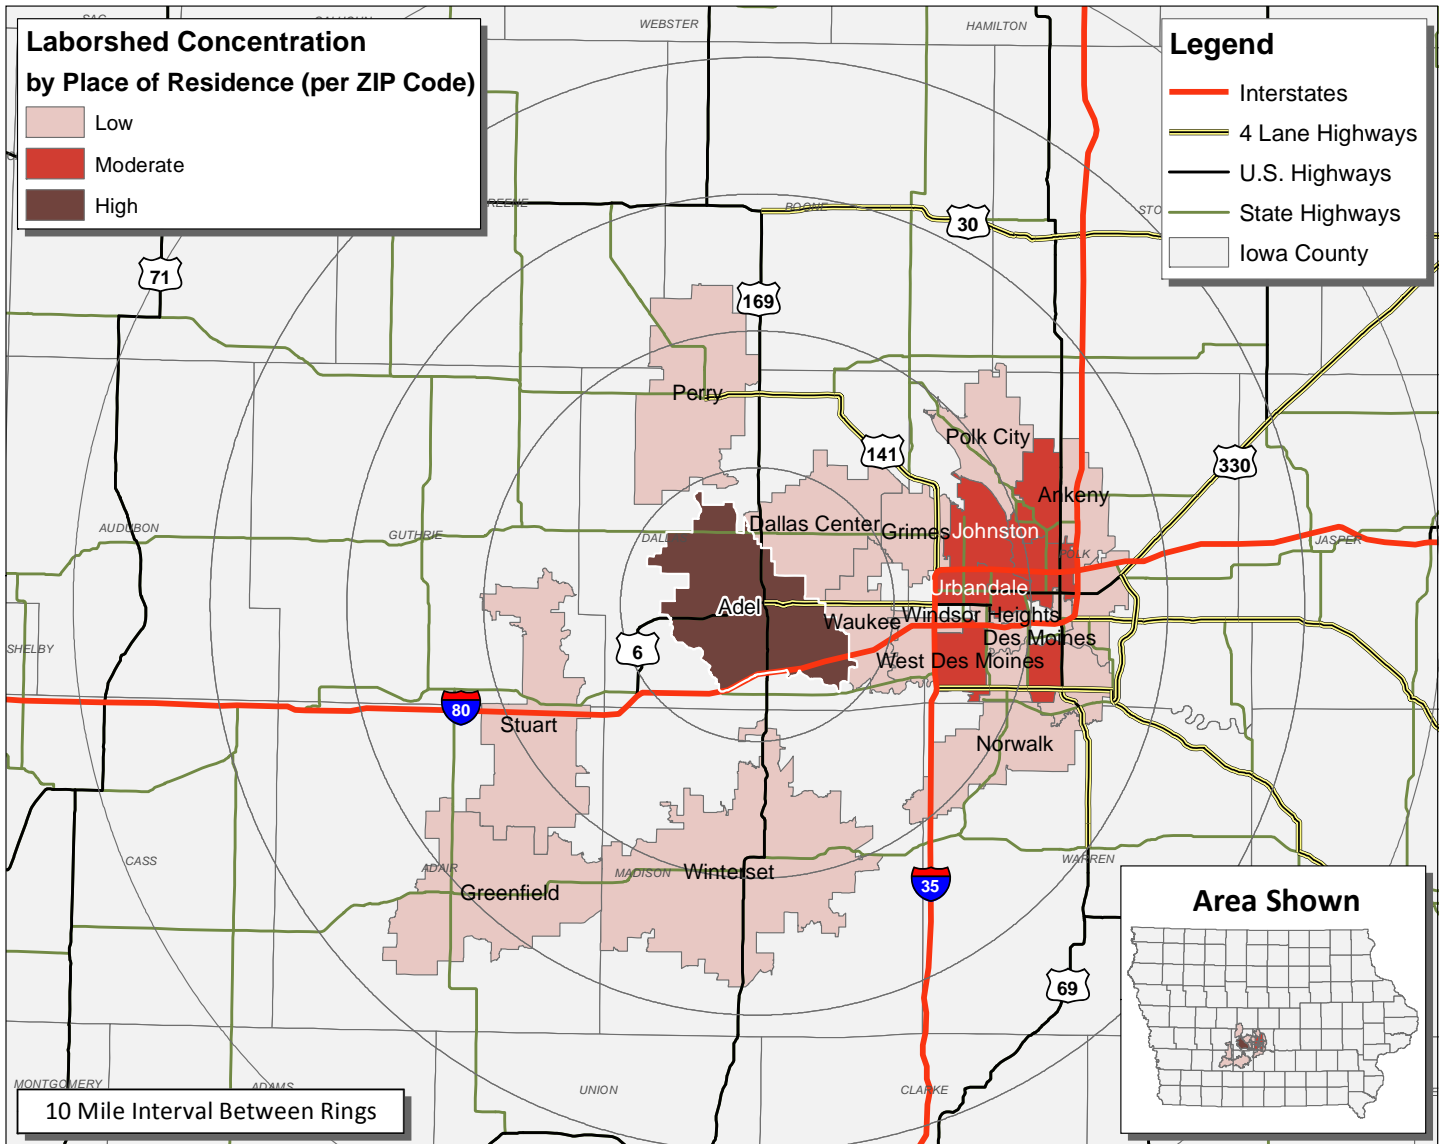 Laborshed Concentration
by Place of Residence (per ZIP Code)
Low
Moderate
High
Legend
Interstates
4 Lane Highways
U.S. Highways
State Highways
Iowa County
WEBSTER
HAMILTON
BOONE
30
71
169
Perry
Polk City
141
330
Ankeny
AUDUBON
GUTHRIE
Dallas Center
Grimes
Johnston
POLK
JASPER
Urbandale
Adel
Waukee
Windsor Heights
Des Moines
SHELBY
6
West Des Moines
80
Stuart
Norwalk
CASS
ADAIR
MADISON
Winterset
WARREN
Greenfield
35
69
Area Shown
MONTGOMERY
ADAMS
UNION
CLARKE
10 Mile Interval Between Rings